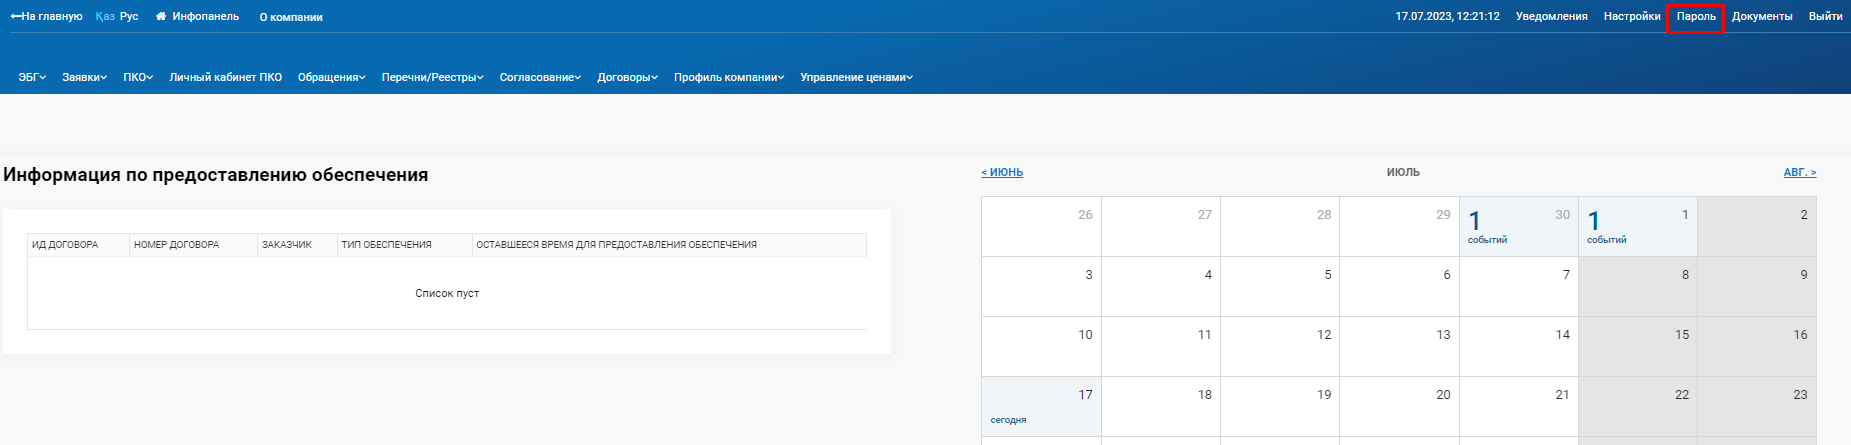 На главную Қаз Рус Инфопанель О компании 17.07.2023, 12:21:12 Уведомления Настройки Пароль Документы Выйти
ЭБГ Заявки ПКО Личный кабинет ПКО Обращения Перечни/Реестры Согласование Договоры Профиль компании Управление ценами
Информация по предоставлению обеспечения
ИД ДОГОВОРА НОМЕР ДОГОВОРА ЗАКАЗЧИК ТИП ОБЕСПЕЧЕНИЯ ОСТАВШЕЕСЯ ВРЕМЯ ДЛЯ ПРЕДОСТАВЛЕНИЯ ОБЕСПЕЧЕНИЯ
Список пуст
< ИЮНЬ ИЮЛЬ АВГ. >
26 27 28 29 1 30 1 1 2
событий событий
3 4 5 6 7 8 9
10 11 12 13 14 15 16
17 18 19 20 21 22 23
сегодня